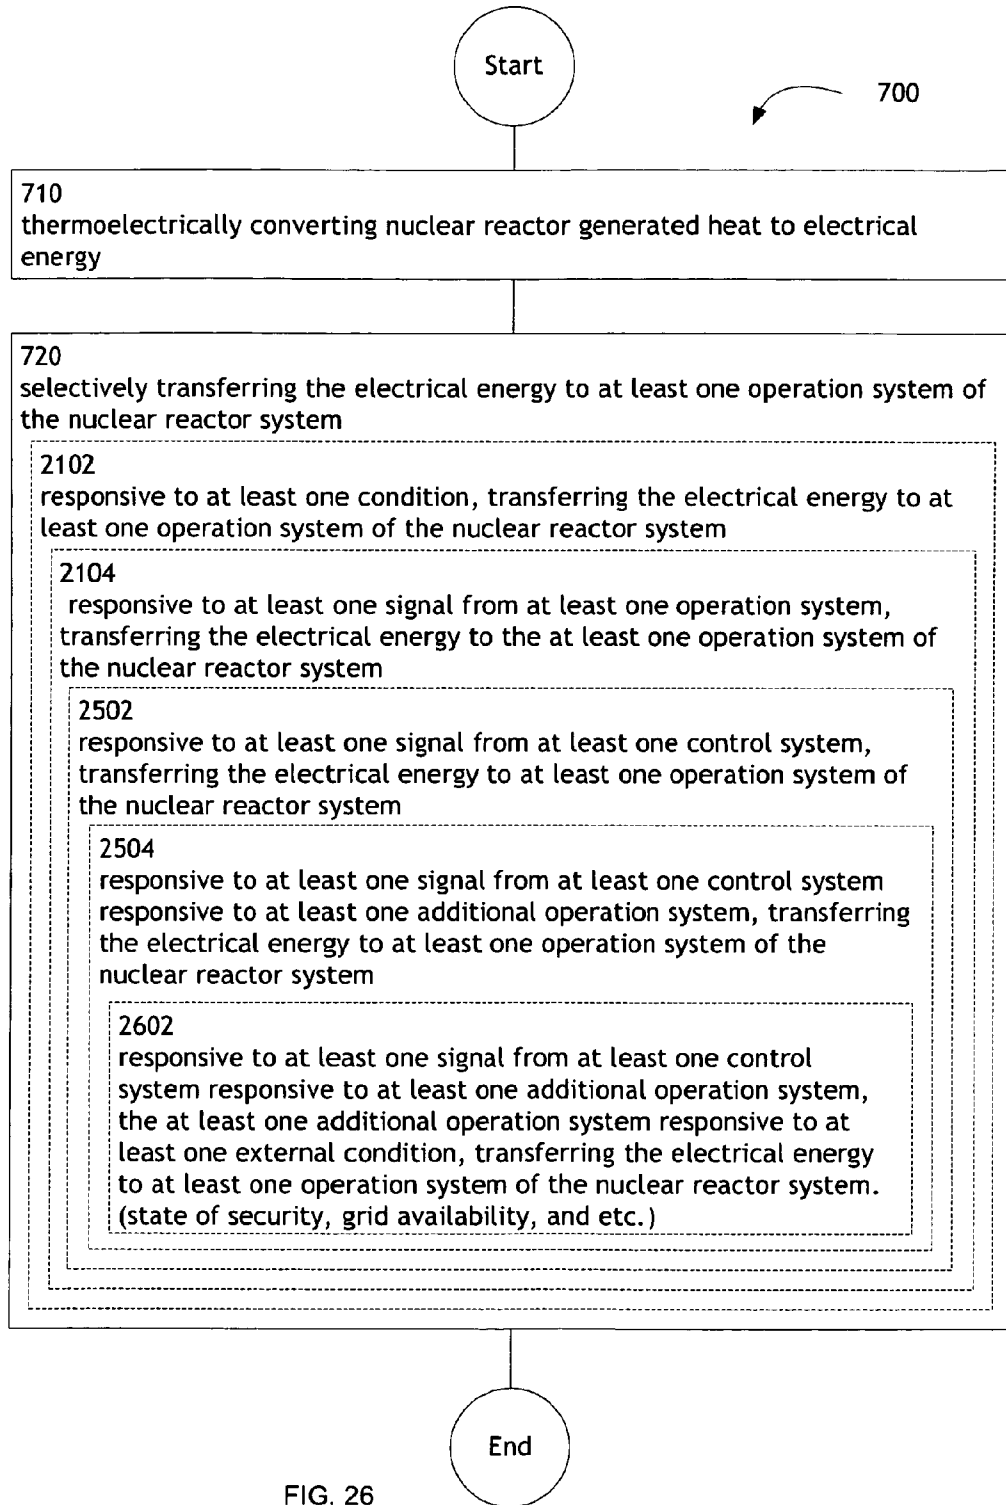 Start
700
710
thermoelectrically converting nuclear reactor generated heat to electrical
energy
720
selectively transferring the electrical energy to at least one operation system of
the nuclear reactor system
2102
responsive to at least one condition, transferring the electrical energy to at
least one operation system of the nuclear reactor system
2104
responsive to at least one signal from at least one operation system,
transferring the electrical energy to the at least one operation system of
the nuclear reactor system
2502
responsive to at least one signal from at least one control system,
transferring the electrical energy to at least one operation system of
the nuclear reactor system
2504
responsive to at least one signal from at least one control system
responsive to at least one additional operation system, transferring
the electrical energy to at least one operation system of the
nuclear reactor system
2602
responsive to at least one signal from at least one control
system responsive to at least one additional operation system,
the at least one additional operation system responsive to at
least one external condition, transferring the electrical energy
to at least one operation system of the nuclear reactor system.
(state of security, grid availability, and etc.)
End
FIG. 26